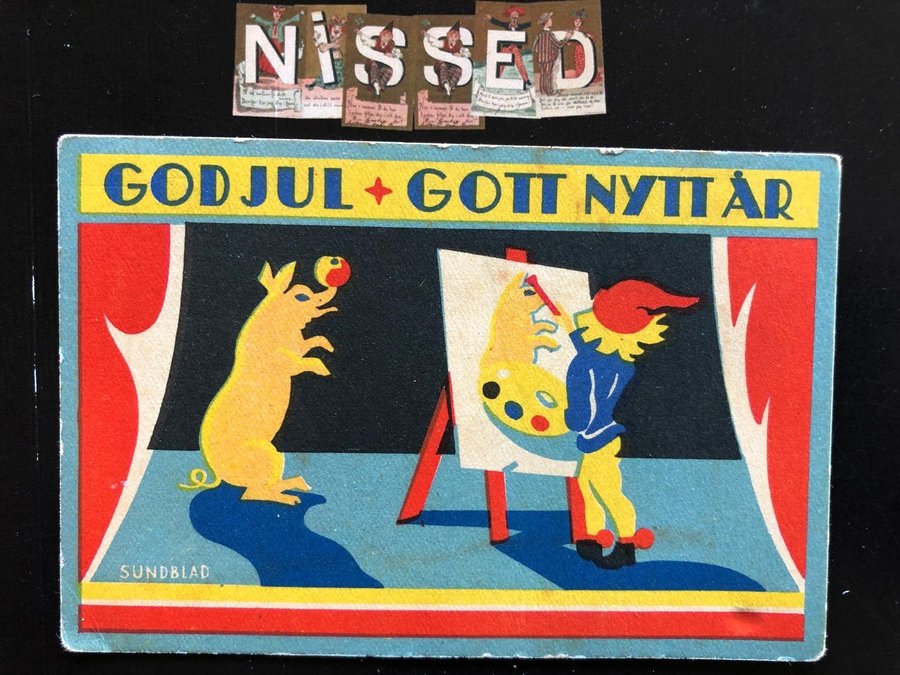 NiSSED
GOD JUL GOTT NYTT ÅR
SUNDBLAD